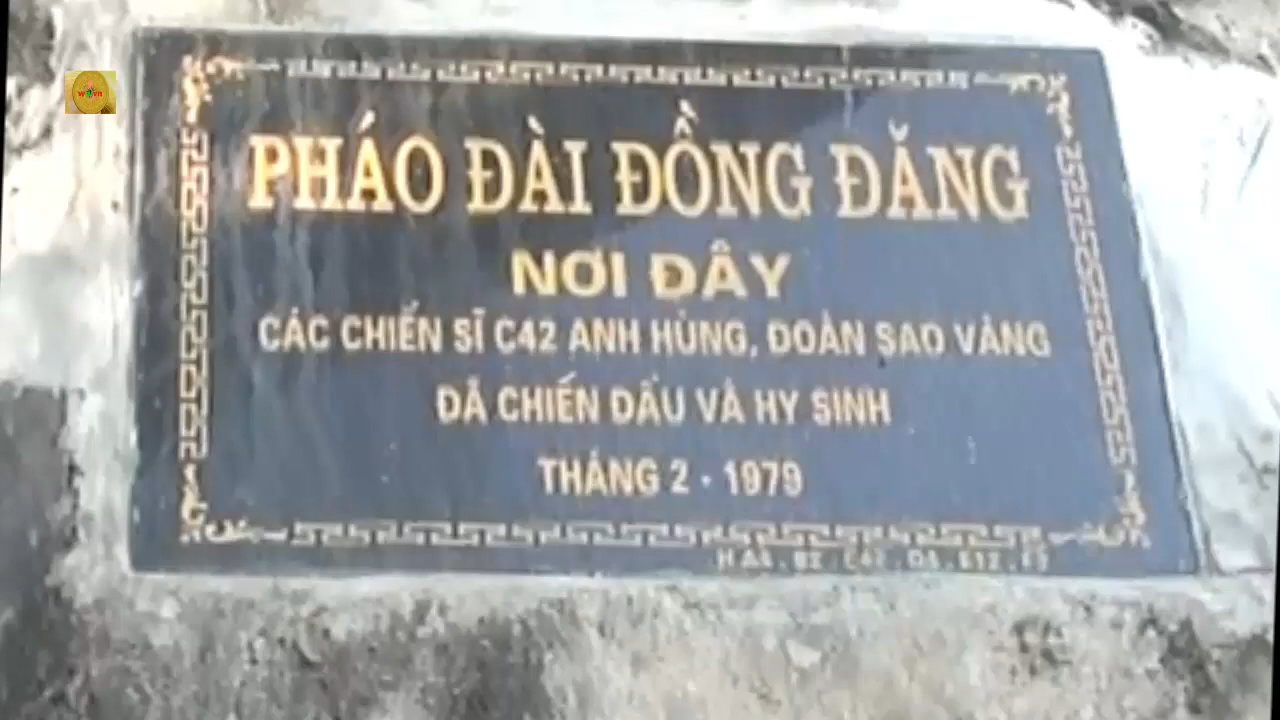 PHÁO ĐÀI ĐỒNG ĐĂNG
NƠI ĐÂY
CÁC CHIẾN SĨ C42 ANH HÙNG, ĐOÀN SAO VÀNG
ĐÃ CHIẾN ĐẤU VÀ HY SINH
THÁNG 2 - 1979